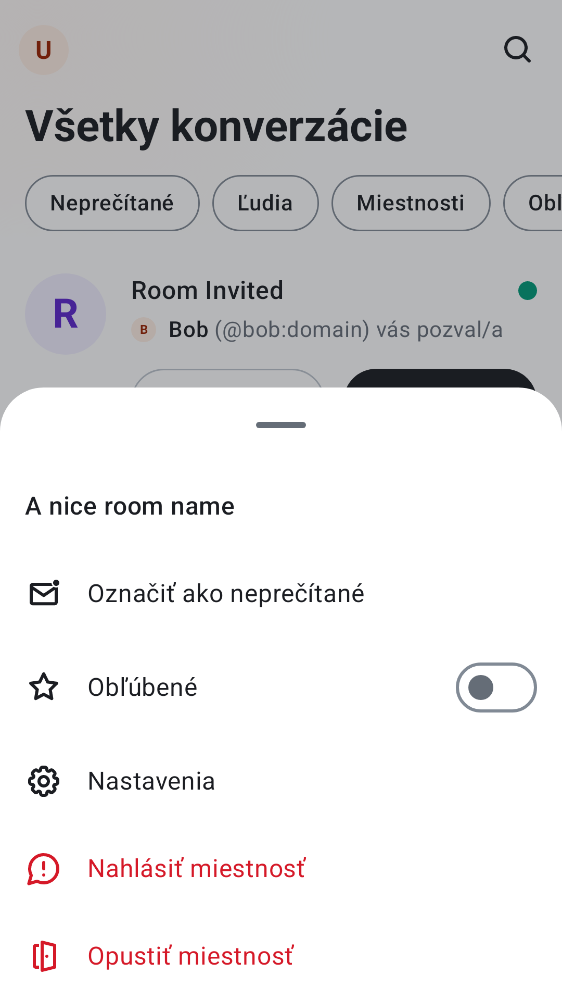 U
Všetky konverzácie
Neprečítané Ľudia Miestnosti Obľ
R
Room Invited
B Bob (@bob:domain) vás pozval/a
A nice room name
Označiť ako neprečítané
Obľúbené
Nastavenia
Nahlásiť miestnosť
Opustiť miestnosť